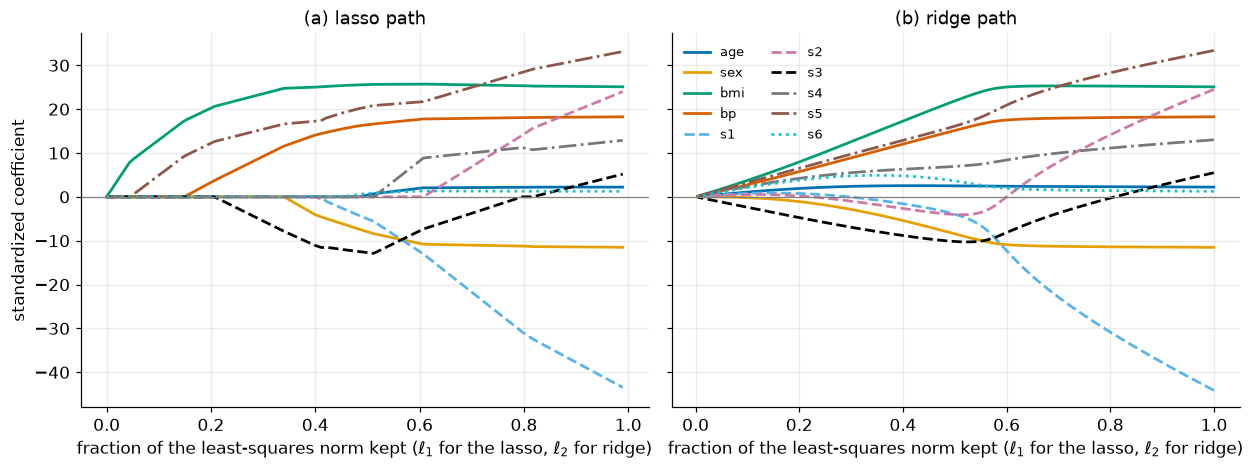 (a) lasso path
30
20
10
0
−10
−20
−30
−40
standardized coefficient
0.0 0.2 0.4 0.6 0.8 1.0
fraction of the least-squares norm kept (ℓ₁ for the lasso, ℓ₂ for ridge)
(b) ridge path
age s2
sex s3
bmi s4
bp s5
s1 s6
0.0 0.2 0.4 0.6 0.8 1.0
fraction of the least-squares norm kept (ℓ₁ for the lasso, ℓ₂ for ridge)